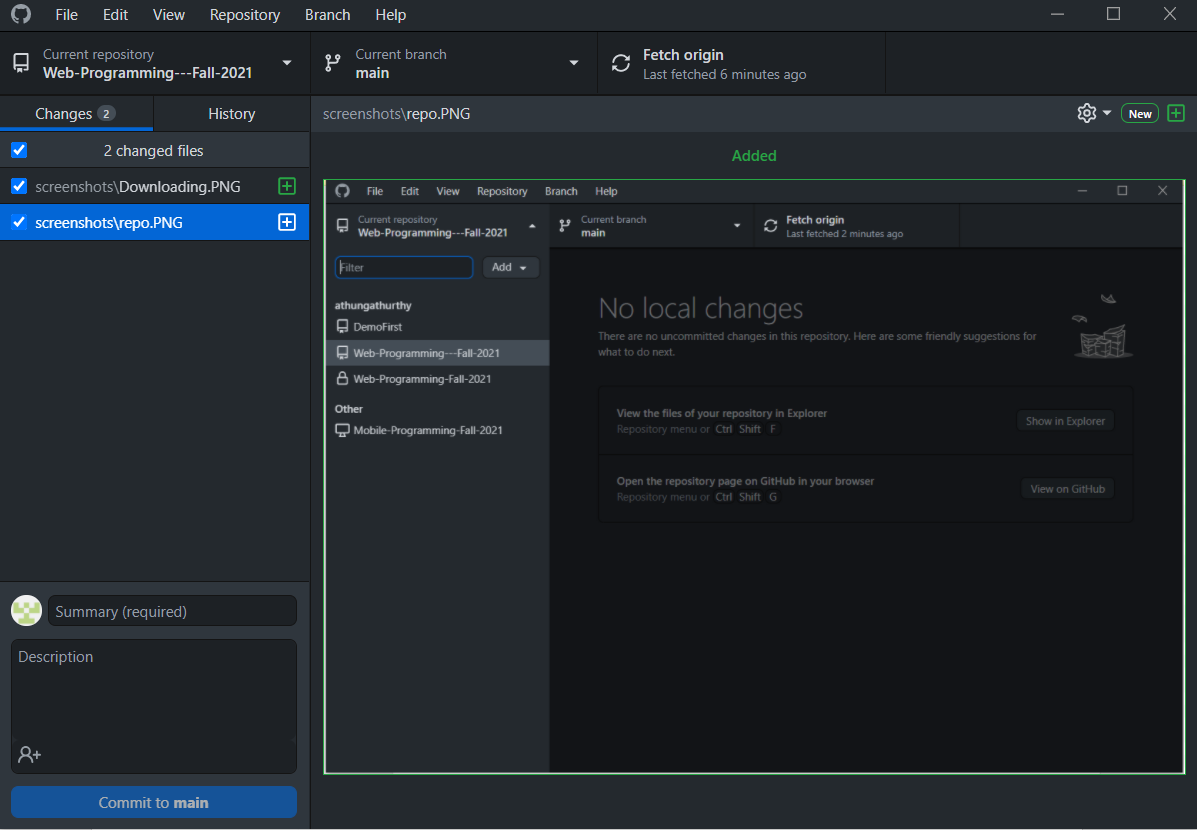 File Edit View Repository Branch Help
Current repository
Web-Programming---Fall-2021
Current branch
main
Fetch origin
Last fetched 6 minutes ago
Changes 2
History
screenshots\repo.PNG
New
2 changed files
screenshots\Downloading.PNG
screenshots\repo.PNG
Added
File Edit View Repository Branch Help
Current repository
Web-Programming---Fall-2021
Current branch
main
Fetch origin
Last fetched 2 minutes ago
Filter
Add
athungathurthy
DemoFirst
Web-Programming---Fall-2021
Web-Programming-Fall-2021
Other
Mobile-Programming-Fall-2021
No local changes
There are no uncommitted changes in this repository. Here are some friendly suggestions for
what to do next.
View the files of your repository in Explorer
Repository menu or Ctrl Shift F
Show in Explorer
Open the repository page on GitHub in your browser
Repository menu or Ctrl Shift G
View on GitHub
Summary (required)
Description
Commit to main